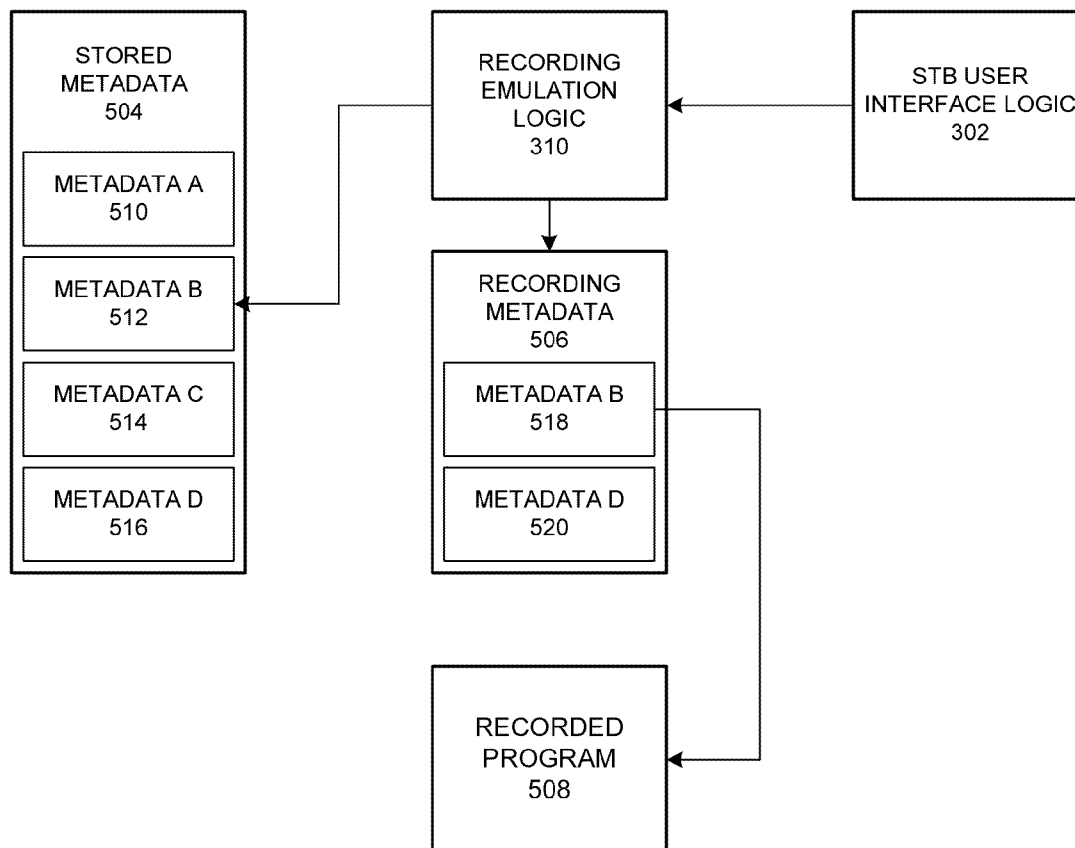 STORED
METADATA
504
METADATA A
510
METADATA B
512
METADATA C
514
METADATA D
516
RECORDING
EMULATION
LOGIC
310
STB USER
INTERFACE LOGIC
302
RECORDING
METADATA
506
METADATA B
518
METADATA D
520
RECORDED
PROGRAM
508